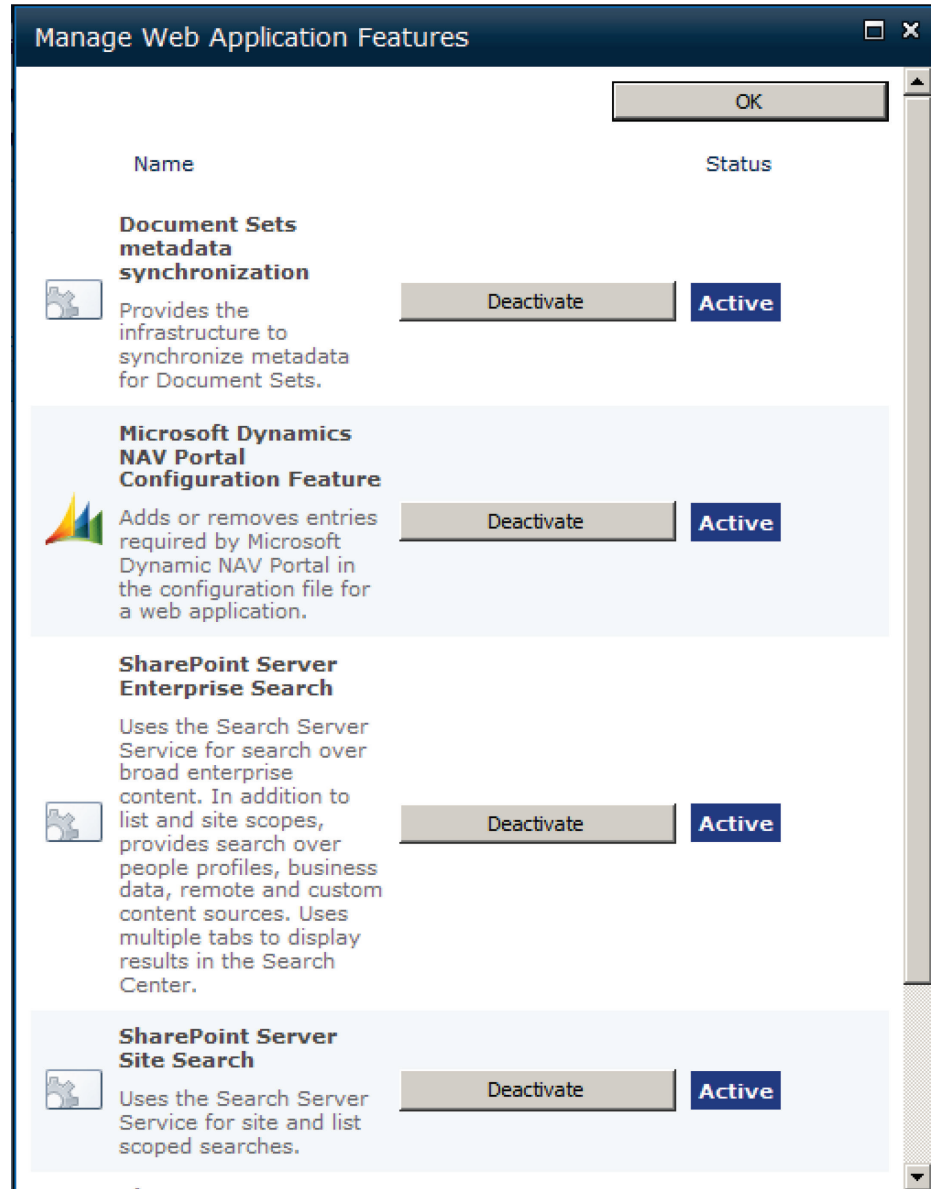 Manage Web Application Features
OK
Name
Status
Document Sets
metadata
synchronization
Provides the
infrastructure to
synchronize metadata
for Document Sets.
Deactivate
Active
Microsoft Dynamics
NAV Portal
Configuration Feature
Adds or removes entries
required by Microsoft
Dynamic NAV Portal in
the configuration file for
a web application.
Deactivate
Active
SharePoint Server
Enterprise Search
Uses the Search Server
Service for search over
broad enterprise
content. In addition to
list and site scopes,
provides search over
people profiles, business
data, remote and custom
content sources. Uses
multiple tabs to display
results in the Search
Center.
Deactivate
Active
SharePoint Server
Site Search
Uses the Search Server
Service for site and list
scoped searches.
Deactivate
Active